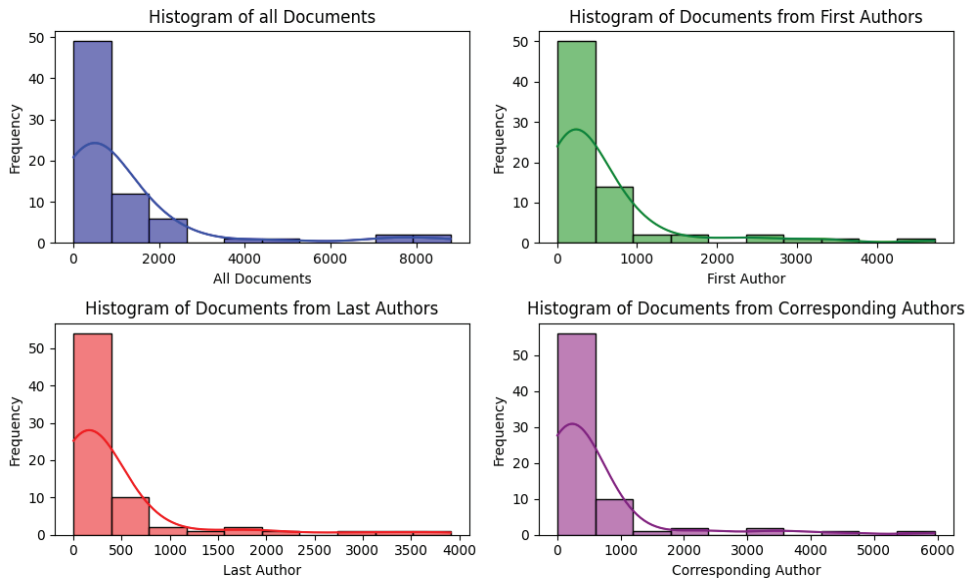 Histogram of all Documents
50
40
30
20
10
0
Frequency
0 2000 4000 6000 8000
All Documents
Histogram of Documents from First Authors
50
40
30
20
10
0
Frequency
0 1000 2000 3000 4000
First Author
Histogram of Documents from Last Authors
50
40
30
20
10
0
Frequency
0 500 1000 1500 2000 2500 3000 3500 4000
Last Author
Histogram of Documents from Corresponding Authors
50
40
30
20
10
0
Frequency
0 1000 2000 3000 4000 5000 6000
Corresponding Author